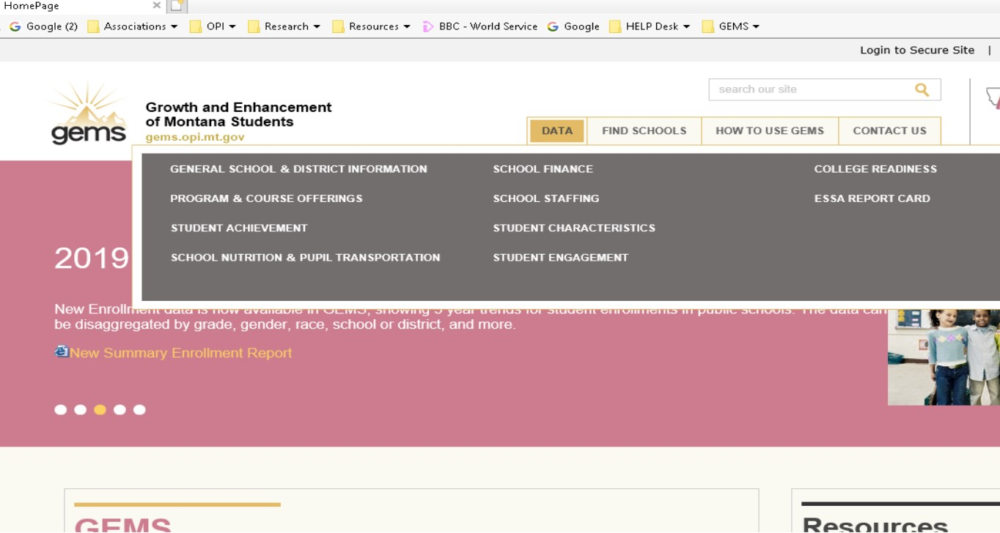 HomePage
Google (2) Associations OPI Research Resources BBC - World Service Google HELP Desk GEMS
Login to Secure Site |
search our site
gems
Growth and Enhancement
of Montana Students
gems.opi.mt.gov
DATA FIND SCHOOLS HOW TO USE GEMS CONTACT US
GENERAL SCHOOL & DISTRICT INFORMATION SCHOOL FINANCE COLLEGE READINESS
PROGRAM & COURSE OFFERINGS SCHOOL STAFFING ESSA REPORT CARD
STUDENT ACHIEVEMENT STUDENT CHARACTERISTICS
SCHOOL NUTRITION & PUPIL TRANSPORTATION STUDENT ENGAGEMENT
2019
New Enrollment data is now available in GEMS, showing 5 year trends for student enrollments in public schools. The data can
be disaggregated by grade, gender, race, school or district, and more.
New Summary Enrollment Report
GEMS
Resources